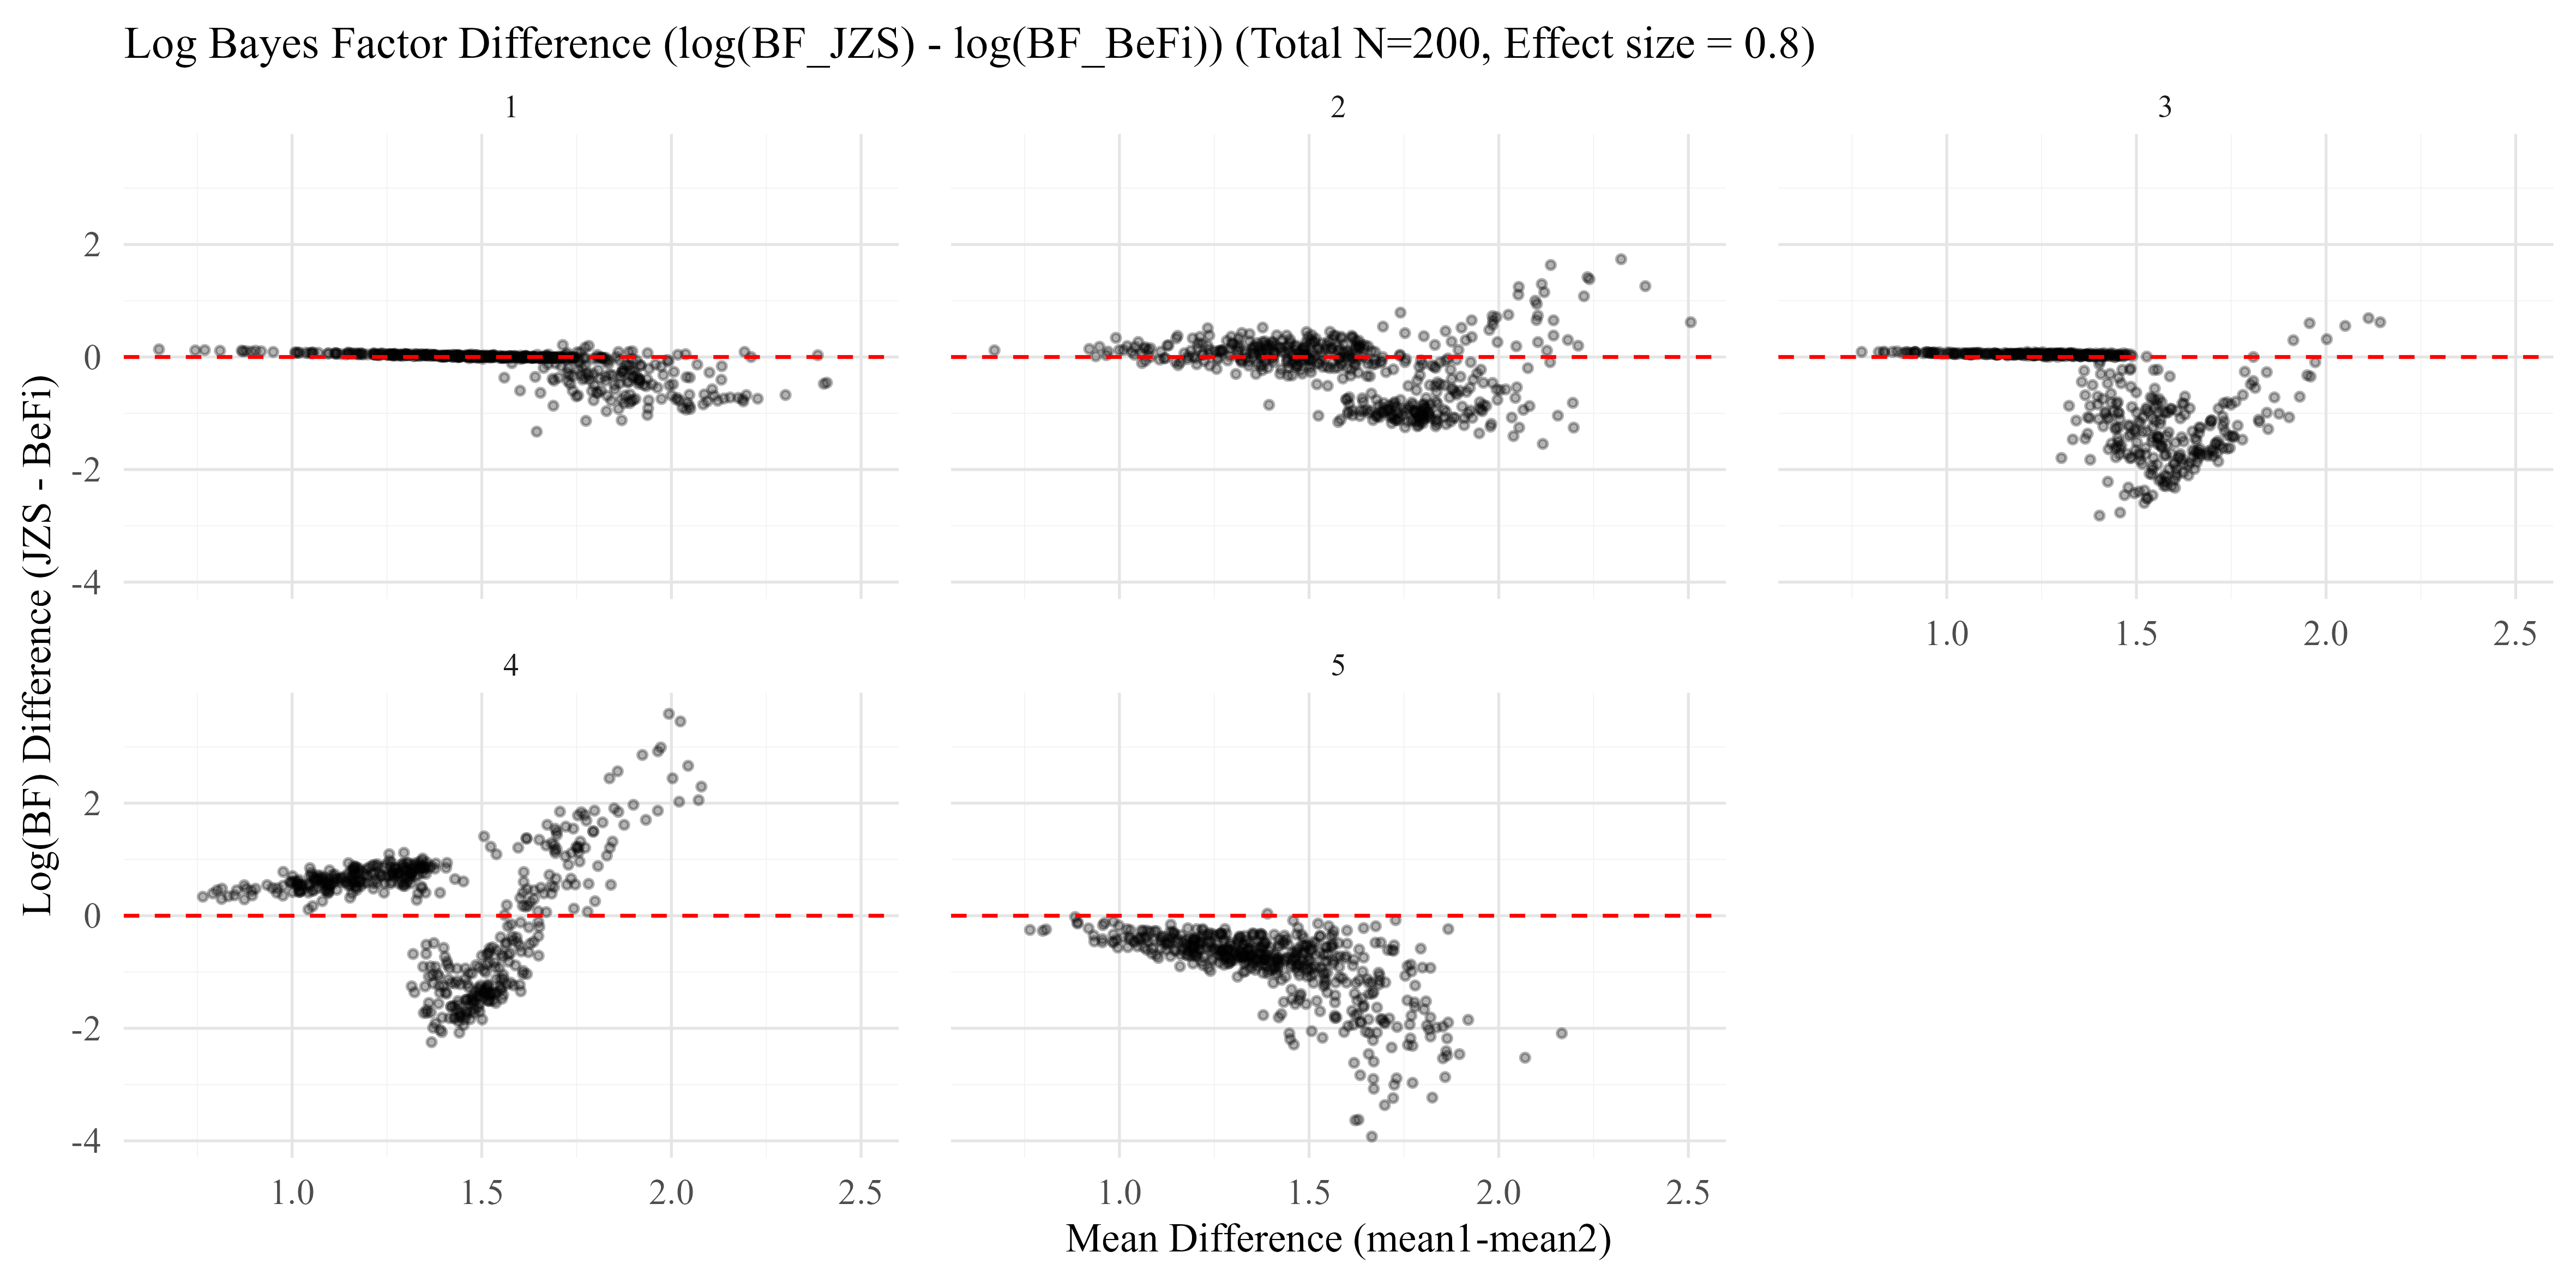 Log Bayes Factor Difference (log(BF_JZS) - log(BF_BeFi)) (Total N=200, Effect size = 0.8)
1
2
3
2
0
-2
-4
1.0 1.5 2.0 2.5
4
5
2
0
-2
-4
1.0 1.5 2.0 2.5
1.0 1.5 2.0 2.5
Log(BF) Difference (JZS - BeFi)
Mean Difference (mean1-mean2)